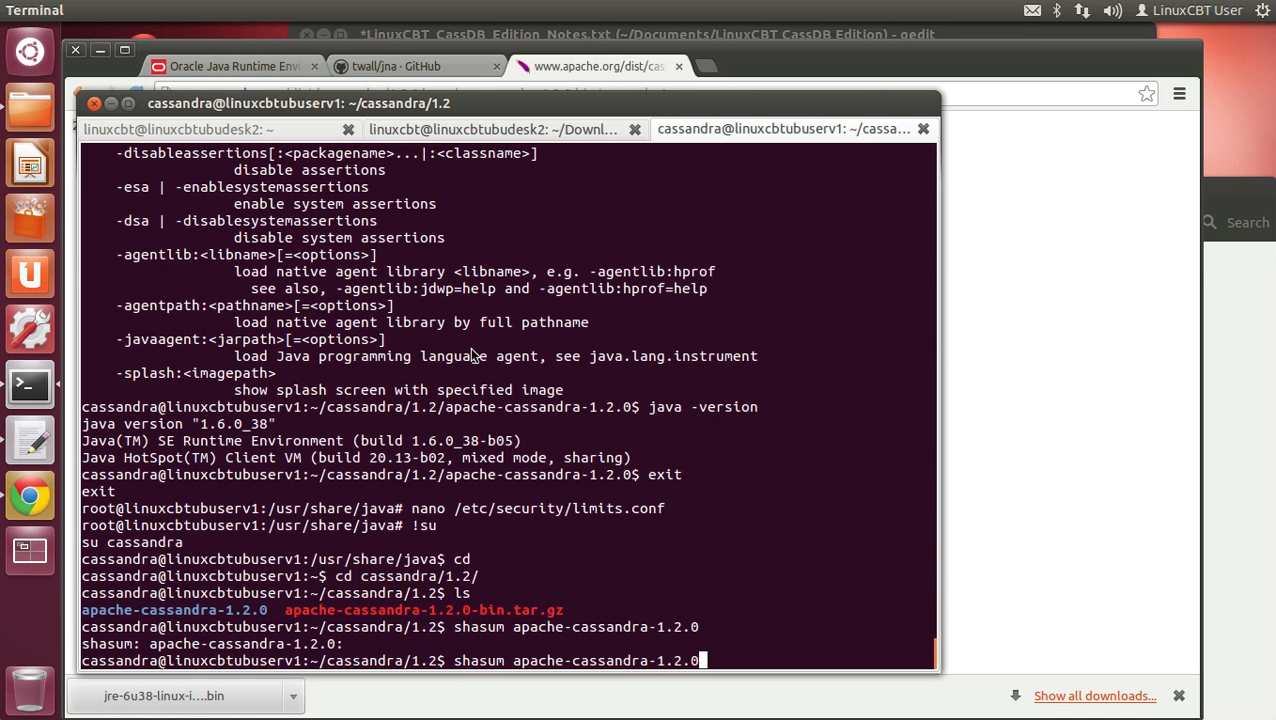 Terminal
LinuxCBT User
*LinuxCBT_CassDB_Edition_Notes.txt (~/Documents/LinuxCBT CassDB Edition) - gedit
Oracle Java Runtime Envi
twall/jna · GitHub
www.apache.org/dist/cas
cassandra@linuxcbtubuserv1: ~/cassandra/1.2
linuxcbt@linuxcbtubudesk2: ~
linuxcbt@linuxcbtubudesk2: ~/Downl...
cassandra@linuxcbtubuserv1: ~/cassa...
-disableassertions[:<packagename>...|:<classname>]
disable assertions
-esa | -enablesystemassertions
enable system assertions
-dsa | -disablesystemassertions
disable system assertions
-agentlib:<libname>[=<options>]
load native agent library <libname>, e.g. -agentlib:hprof
see also, -agentlib:jdwp=help and -agentlib:hprof=help
-agentpath:<pathname>[=<options>]
load native agent library by full pathname
-javaagent:<jarpath>[=<options>]
load Java programming language agent, see java.lang.instrument
-splash:<imagepath>
show splash screen with specified image
cassandra@linuxcbtubuserv1:~/cassandra/1.2/apache-cassandra-1.2.0$ java -version
java version "1.6.0_38"
Java(TM) SE Runtime Environment (build 1.6.0_38-b05)
Java HotSpot(TM) Client VM (build 20.13-b02, mixed mode, sharing)
cassandra@linuxcbtubuserv1:~/cassandra/1.2/apache-cassandra-1.2.0$ exit
exit
root@linuxcbtubuserv1:/usr/share/java# nano /etc/security/limits.conf
root@linuxcbtubuserv1:/usr/share/java# !su
su cassandra
cassandra@linuxcbtubuserv1:/usr/share/java$ cd
cassandra@linuxcbtubuserv1:~$ cd cassandra/1.2/
cassandra@linuxcbtubuserv1:~/cassandra/1.2$ ls
apache-cassandra-1.2.0  apache-cassandra-1.2.0-bin.tar.gz
cassandra@linuxcbtubuserv1:~/cassandra/1.2$ shasum apache-cassandra-1.2.0
shasum: apache-cassandra-1.2.0:
cassandra@linuxcbtubuserv1:~/cassandra/1.2$ shasum apache-cassandra-1.2.0
Search
jre-6u38-linux-i....bin
Show all downloads...